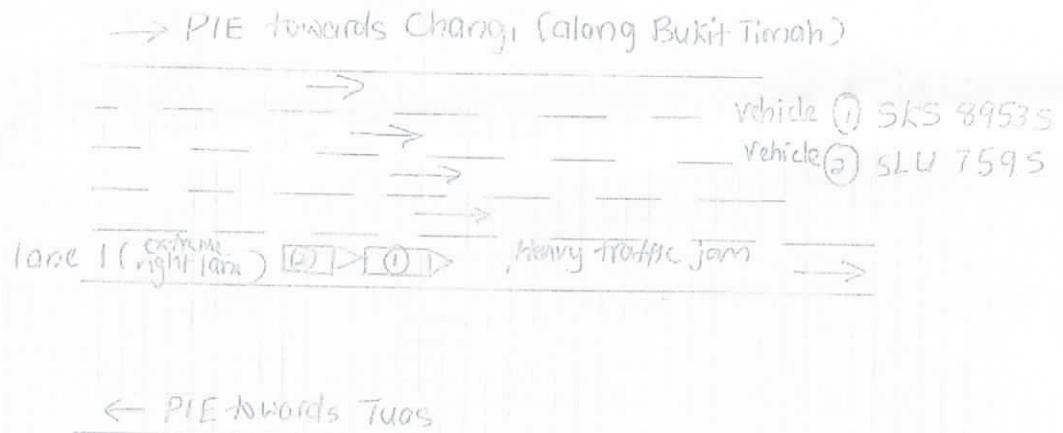 → PIE towards Changi (along Bukit Timah)
Vehicle ① SKS 8953S
Vehicle ② SLU 759S
lane 1 (extreme right lane) ② ① Heavy traffic jam
← PIE towards Tuas